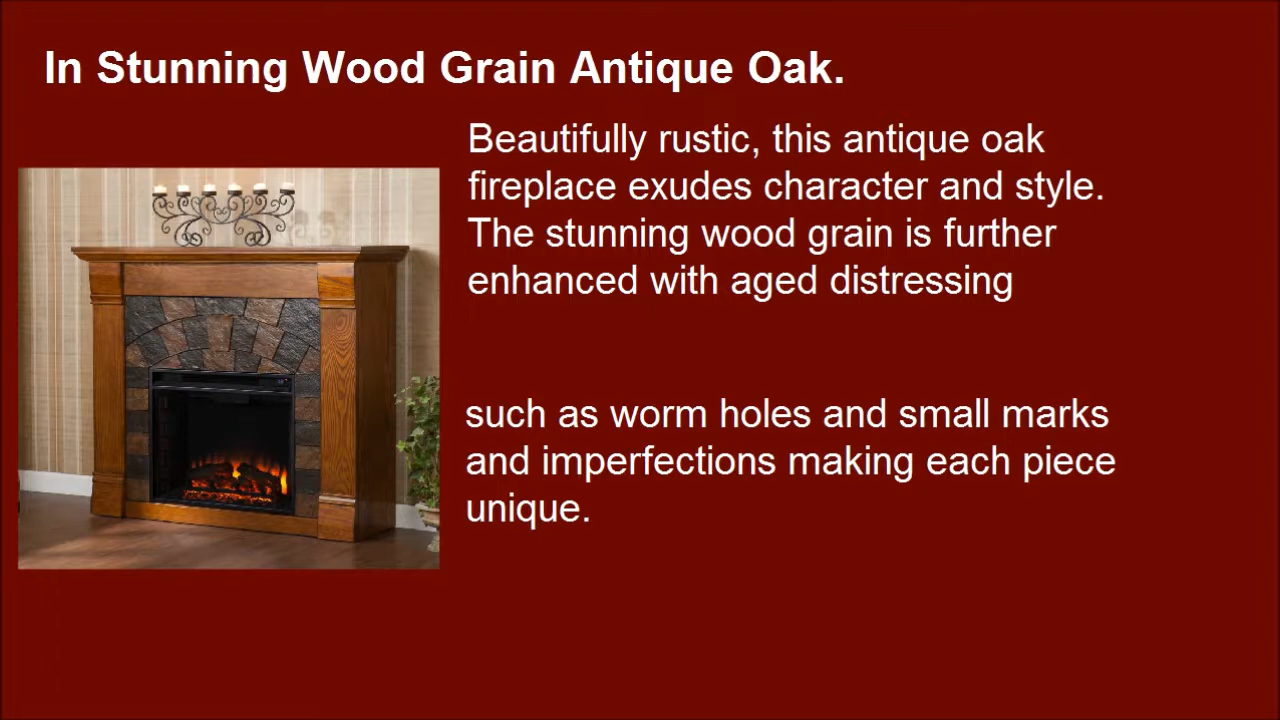 In Stunning Wood Grain Antique Oak.
Beautifully rustic, this antique oak
fireplace exudes character and style.
The stunning wood grain is further
enhanced with aged distressing
such as worm holes and small marks
and imperfections making each piece
unique.